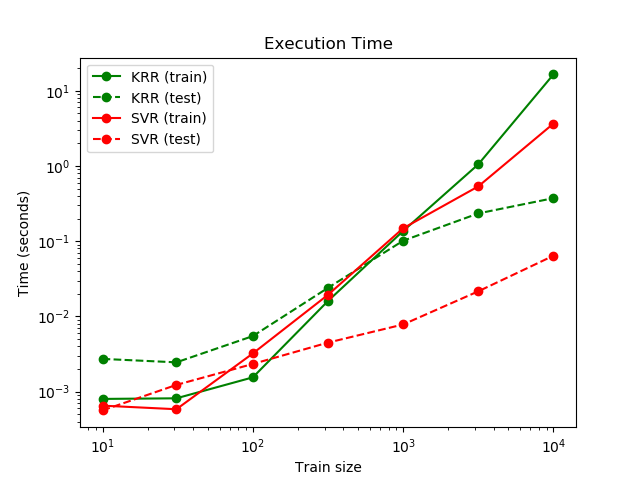 Execution Time
KRR (train)
KRR (test)
SVR (train)
SVR (test)
10¹
10⁰
10⁻¹
10⁻²
10⁻³
Time (seconds)
10¹ 10² 10³ 10⁴
Train size